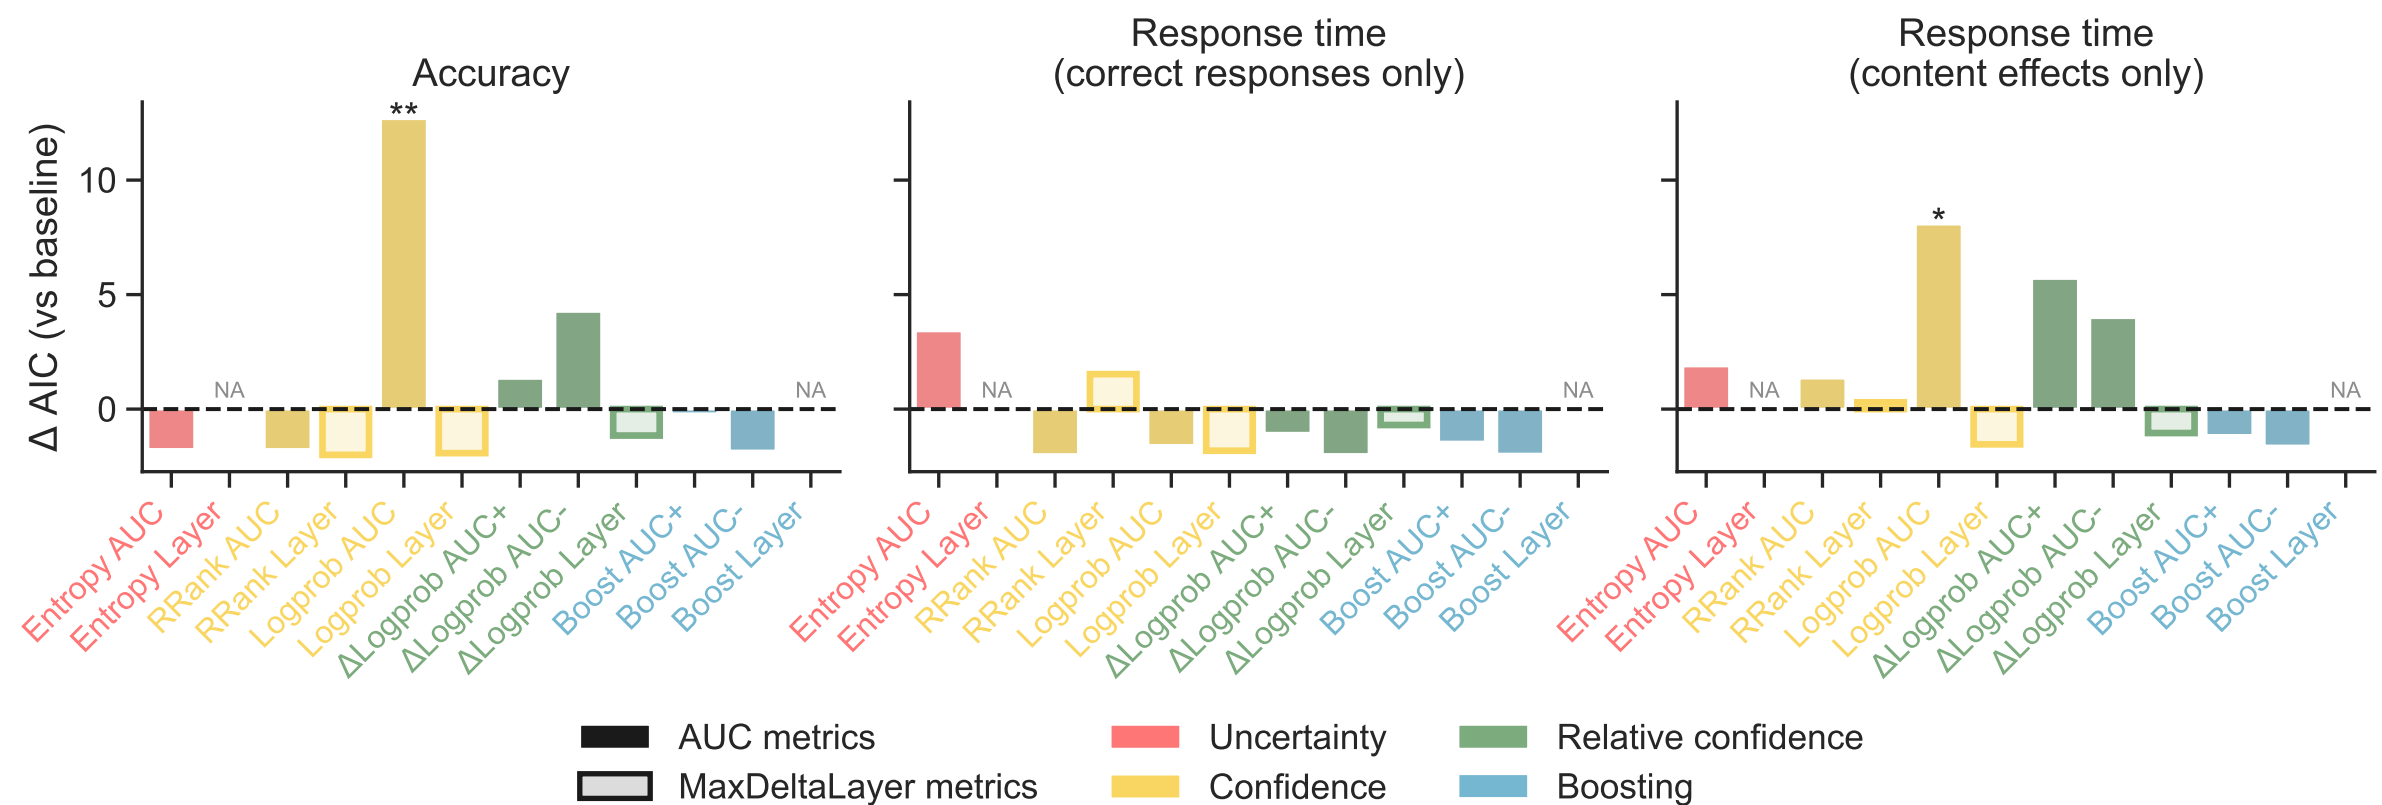 Accuracy
Response time
(correct responses only)
Response time
(content effects only)
Δ AIC (vs baseline)
10
5
0
**
NA
NA
NA
NA
*
NA
NA
Entropy AUC
Entropy Layer
RRank AUC
RRank Layer
Logprob AUC
Logprob Layer
ΔLogprob AUC+
ΔLogprob AUC-
ΔLogprob Layer
Boost AUC+
Boost AUC-
Boost Layer
Entropy AUC
Entropy Layer
RRank AUC
RRank Layer
Logprob AUC
Logprob Layer
ΔLogprob AUC+
ΔLogprob AUC-
ΔLogprob Layer
Boost AUC+
Boost AUC-
Boost Layer
Entropy AUC
Entropy Layer
RRank AUC
RRank Layer
Logprob AUC
Logprob Layer
ΔLogprob AUC+
ΔLogprob AUC-
ΔLogprob Layer
Boost AUC+
Boost AUC-
Boost Layer
AUC metrics
MaxDeltaLayer metrics
Uncertainty
Confidence
Relative confidence
Boosting